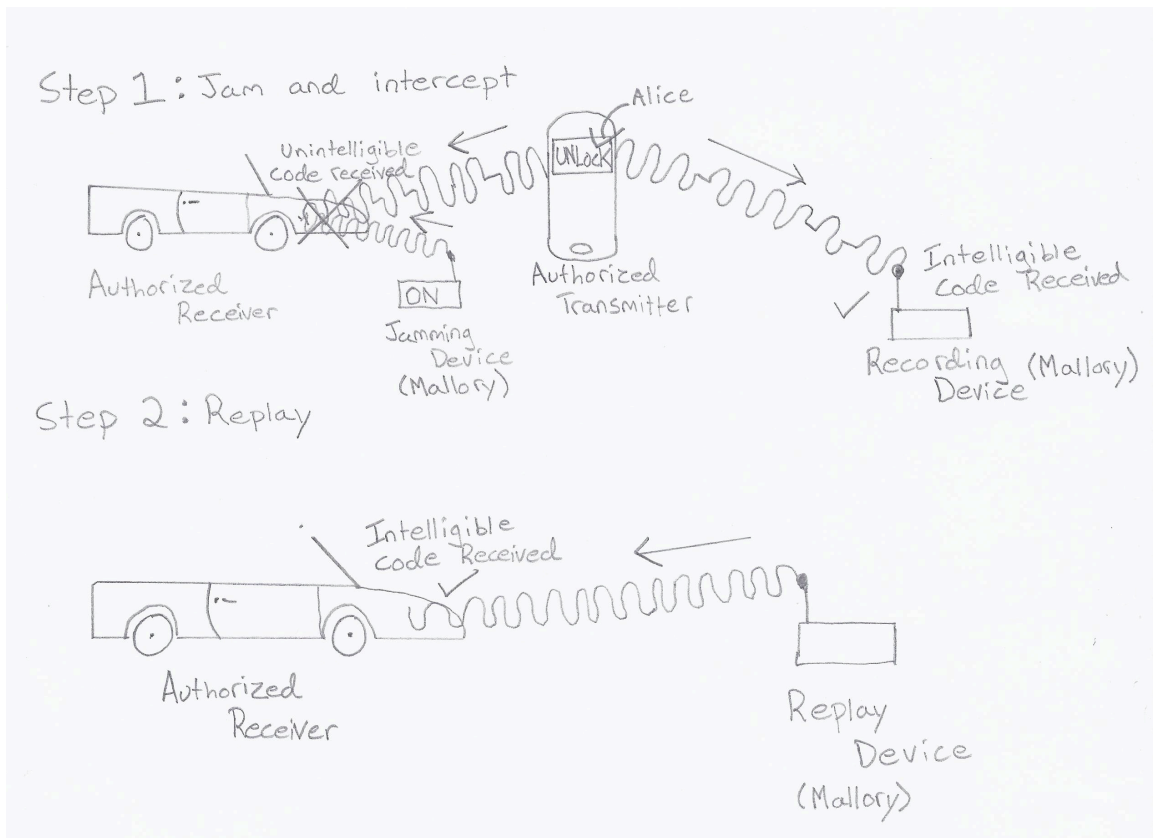 Step 1: Jam and intercept
Alice
Unintelligible
code received
UNLOCK
Intelligible
Code Received
Authorized
Receiver
ON
Authorized
Transmitter
Jamming
Device
(Mallory)
Recording (Mallory)
Device
Step 2: Replay
Intelligible
code Received
Authorized
Receiver
Replay
Device
(Mallory)